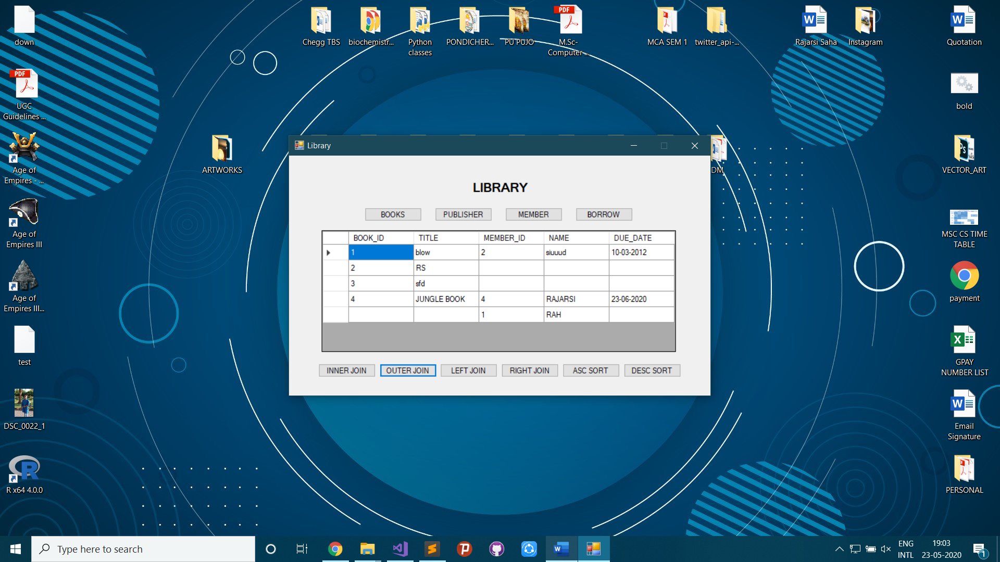 down
Chegg TBS
biochemistr...
Python
classes
PONDICHER...
PU PUJO
PDF
M.Sc-
Computer-...
MCA SEM 1
twitter_api-...
Rajarsi Saha
Instagram
Quotation
PDF
UGC
Guidelines ...
bold
Age of
Empires - ...
ARTWORKS
DM
VECTOR_ART
Age of
Empires III
MSC CS TIME
TABLE
Age of
Empires III...
payment
test
GPAY
NUMBER LIST
DSC_0022_1
Email
Signature
R x64 4.0.0
PERSONAL
Library
LIBRARY
BOOKS PUBLISHER MEMBER BORROW
BOOK_ID TITLE MEMBER_ID NAME DUE_DATE
1 blow 2 siuuud 10-03-2012
2 RS
3 sfd
4 JUNGLE BOOK 4 RAJARSI 23-06-2020
1 RAH
INNER JOIN OUTER JOIN LEFT JOIN RIGHT JOIN ASC SORT DESC SORT
Type here to search
ENG
INTL
19:03
23-05-2020
1